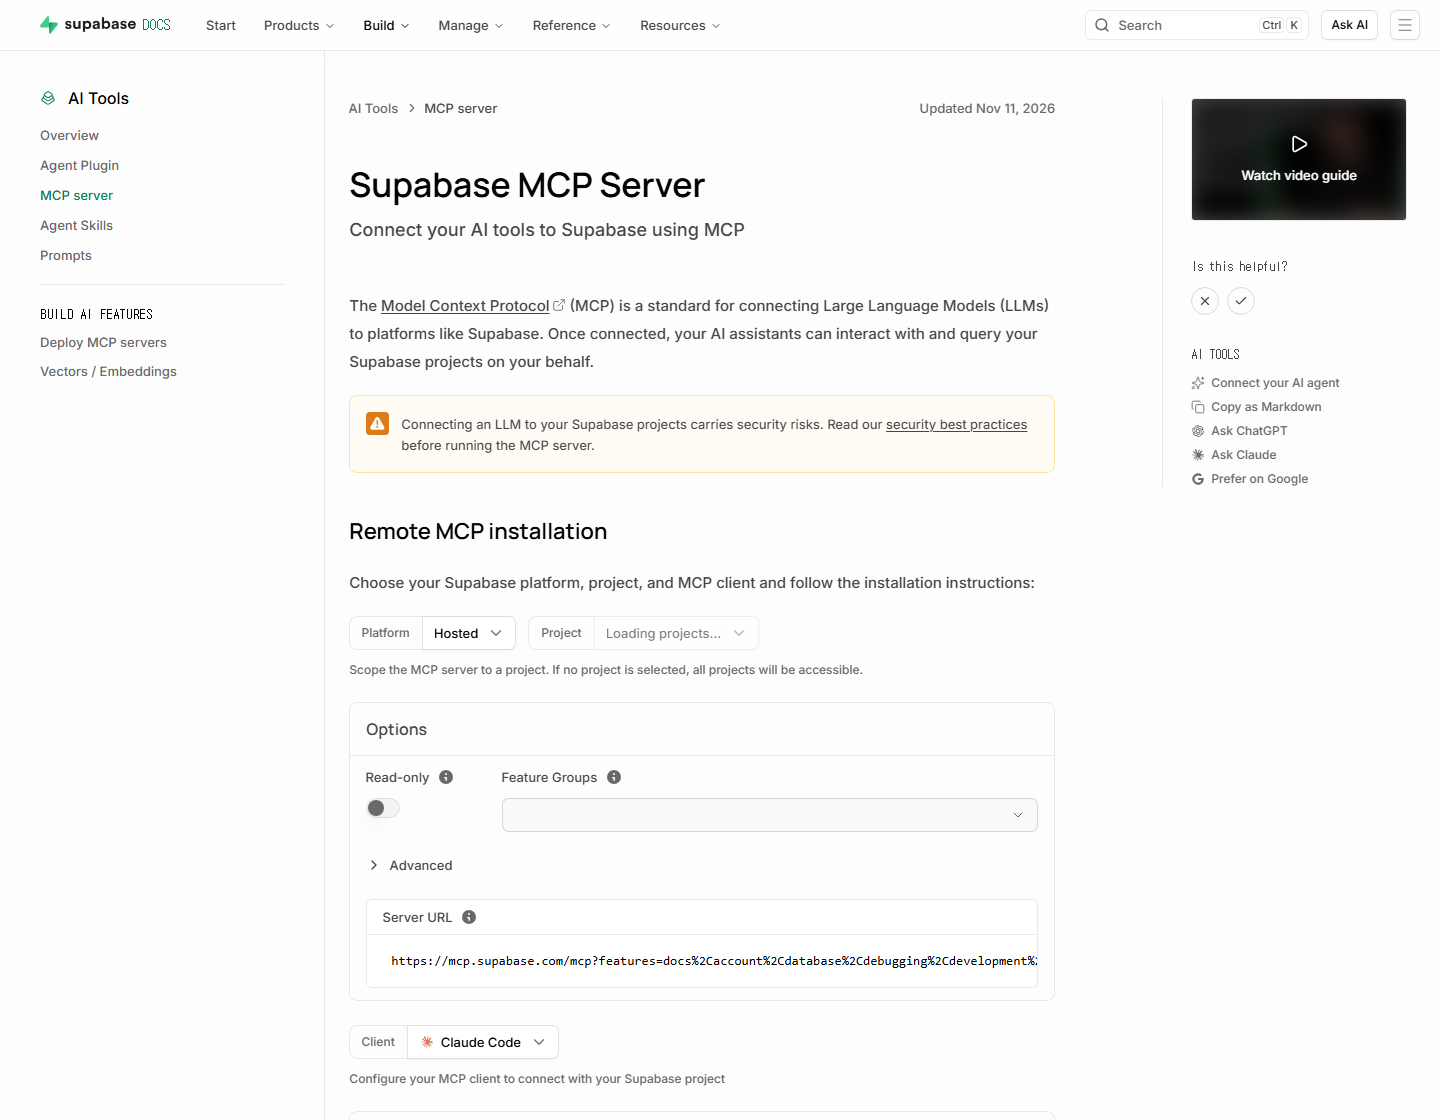 supabase DOCS
Start
Products
Build
Manage
Reference
Resources
Search
Ctrl K
Ask AI
AI Tools
Overview
Agent Plugin
MCP server
Agent Skills
Prompts
BUILD AI FEATURES
Deploy MCP servers
Vectors / Embeddings
AI Tools > MCP server
Updated Nov 11, 2026
Supabase MCP Server
Connect your AI tools to Supabase using MCP
The Model Context Protocol (MCP) is a standard for connecting Large Language Models (LLMs)
to platforms like Supabase. Once connected, your AI assistants can interact with and query your
Supabase projects on your behalf.
Connecting an LLM to your Supabase projects carries security risks. Read our security best practices
before running the MCP server.
Remote MCP installation
Choose your Supabase platform, project, and MCP client and follow the installation instructions:
Platform
Hosted
Project
Loading projects...
Scope the MCP server to a project. If no project is selected, all projects will be accessible.
Options
Read-only
Feature Groups
Advanced
Server URL
https://mcp.supabase.com/mcp?features=docs%2Caccount%2Cdatabase%2Cdebugging%2Cdevelopment%2
Client
Claude Code
Configure your MCP client to connect with your Supabase project
Watch video guide
Is this helpful?
AI TOOLS
Connect your AI agent
Copy as Markdown
Ask ChatGPT
Ask Claude
Prefer on Google